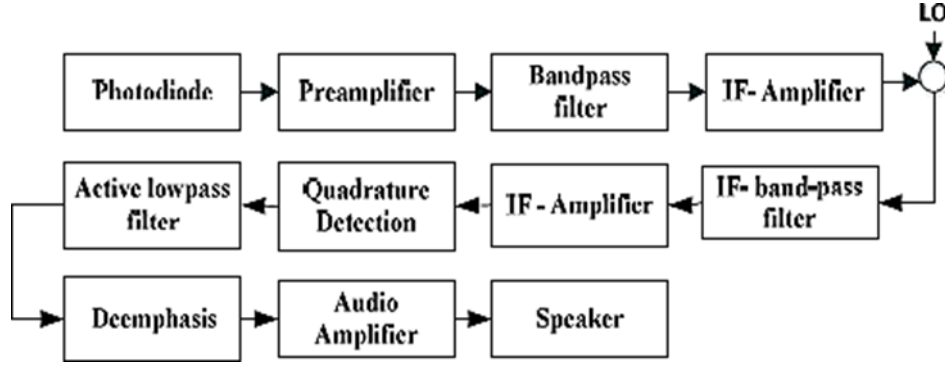 LO
Photodiode
Preamplifier
Bandpass
filter
IF- Amplifier
Active lowpass
filter
Quadrature
Detection
IF - Amplifier
IF- band-pass
filter
Deemphasis
Audio
Amplifier
Speaker